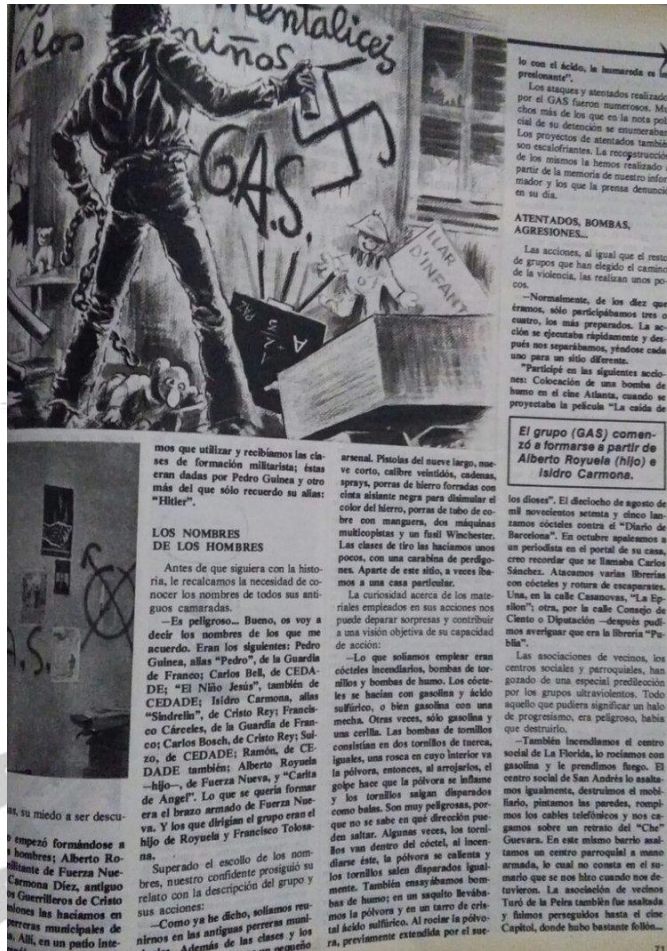 mentalices
a los niños
G.A.S.
LLAR
D'INFANT
A.S.
as, su miedo a ser descu-
empezó formándose a
hombres; Alberto Ro-
militante de Fuerza Nue-
Carmona Díez, antiguo
os Guerrilleros de Cristo
niones las hacíamos en
erreras municipales de
Allí, en un patio inte-
mos que utilizar y recibíamos las cla-
ses de formación militarista; éstas
eran dadas por Pedro Guinea y otro
más del que sólo recuerdo su alias:
"Hitler".
LOS NOMBRES
DE LOS HOMBRES
Antes de que siguiera con la histo-
ria, le recalcamos la necesidad de co-
nocer los nombres de todos sus anti-
guos camaradas.
—Es peligroso... Bueno, os voy a
decir los nombres de los que me
acuerdo. Eran los siguientes: Pedro
Guinea, alias "Pedro", de la Guardia
de Franco; Carlos Bell, de CEDA-
DE; "El Niño Jesús", también de
CEDADE; Isidro Carmona, alias
"Sindrelin", de Cristo Rey; Francis-
co Cárceles, de la Guardia de Fran-
co; Carlos Bosch, de Cristo Rey; Sui-
zo, de CEDADE; Ramón, de CE-
DADE también; Alberto Royuela
—hijo—, de Fuerza Nueva, y "Carita
de Angel". Lo que se quería formar
era el brazo armado de Fuerza Nue-
va. Y los que dirigían el grupo eran el
hijo de Royuela y Francisco Tolosa-
na.
Superado el escollo de los nom-
bres, nuestro confidente prosiguió su
relato con la descripción del grupo y
sus acciones:
—Como ya he dicho, solíamos reu-
nirnos en las antiguas perreras muni-
Además de las clases y los
un pequeño
arsenal. Pistolas del nueve largo, nue-
ve corto, calibre veintidós, cadenas,
sprays, porras de hierro forradas con
cinta aislante negra para disimular el
color del hierro, porras de tubo de co-
bre con manguera, dos máquinas
multicopistas y un fusil Winchester.
Las clases de tiro las hacíamos unos
pocos, con una carabina de perdigo-
nes. Aparte de este sitio, a veces íba-
mos a una casa particular.
La curiosidad acerca de los mate-
riales empleados en sus acciones nos
puede deparar sorpresas y contribuir
a una visión objetiva de su capacidad
de acción:
—Lo que solíamos emplear eran
cócteles incendiarios, bombas de tor-
nillos y bombas de humo. Los cócte-
les se hacían con gasolina y ácido
sulfúrico, o bien gasolina con una
mecha. Otras veces, sólo gasolina y
una cerilla. Las bombas de tornillos
consistían en dos tornillos de tuerca,
iguales, una rosca en cuyo interior va
la pólvora, entonces, al arrojarlos, el
golpe hace que la pólvora se inflame
y los tornillos salgan disparados
como balas. Son muy peligrosas, por-
que no se sabe en qué dirección pue-
den saltar. Algunas veces, los torni-
llos van dentro del cóctel, al incen-
diarse éste, la pólvora se calienta y
los tornillos salen disparados igual-
mente. También ensayábamos bom-
bas de humo; en un saquito llevába-
mos la pólvora y en un tarro de cris-
tal ácido sulfúrico. Al rociar la pólvo-
ra, previamente extendida por el sue-
lo con el ácido, la humareda es im-
presionante".
Los ataques y atentados realizados
por el GAS fueron numerosos. Mu-
chos más de los que en la nota poli-
cial de su detención se enumeraban.
Los proyectos de atentados también
son escalofriantes. La reconstrucción
de los mismos la hemos realizado a
partir de la memoria de nuestro infor-
mador y los que la prensa denunció
en su día.
ATENTADOS, BOMBAS,
AGRESIONES...
Las acciones, al igual que el resto
de grupos que han elegido el camino
de la violencia, las realizan unos po-
cos.
—Normalmente, de los diez que
éramos, sólo participábamos tres o
cuatro, los más preparados. La ac-
ción se ejecutaba rápidamente y des-
pués nos separábamos, yéndose cada
uno para un sitio diferente.
"Participé en las siguientes accio-
nes: Colocación de una bomba de
humo en el cine Atlanta, cuando se
proyectaba la película "La caída de
El grupo (GAS) comen-
zó a formarse a partir de
Alberto Royuela (hijo) e
Isidro Carmona.
los dioses". El dieciocho de agosto de
mil novecientos setenta y cinco lan-
zamos cócteles contra el "Diario de
Barcelona". En octubre apaleamos a
un periodista en el portal de su casa,
creo recordar que se llamaba Carlos
Sánchez. Atacamos varias librerías
con cócteles y rotura de escaparates.
Una, en la calle Casanovas, "La Ep-
silon"; otra, por la calle Consejo de
Ciento o Diputación —después pudi-
mos averiguar que era la librería "Pu-
blia".
Las asociaciones de vecinos, los
centros sociales y parroquiales, han
gozado de una especial predilección
por los grupos ultraviolentos. Todo
aquello que pudiera significar un halo
de progresismo, era peligroso, había
que destruirlo.
—También incendiamos el centro
social de La Florida, lo rociamos con
gasolina y le prendimos fuego. El
centro social de San Andrés lo asalta-
mos igualmente, destruimos el mobi-
liario, pintamos las paredes, rompi-
mos los cables telefónicos y nos ca-
gamos sobre un retrato del "Che"
Guevara. En este mismo barrio asal-
tamos un centro parroquial a mano
armada, lo cual no consta en el su-
mario que se nos hizo cuando nos de-
tuvieron. La asociación de vecinos
Turó de la Peira también fue asaltada
y fuimos perseguidos hasta el cine
Capitol, donde hubo bastante follón...